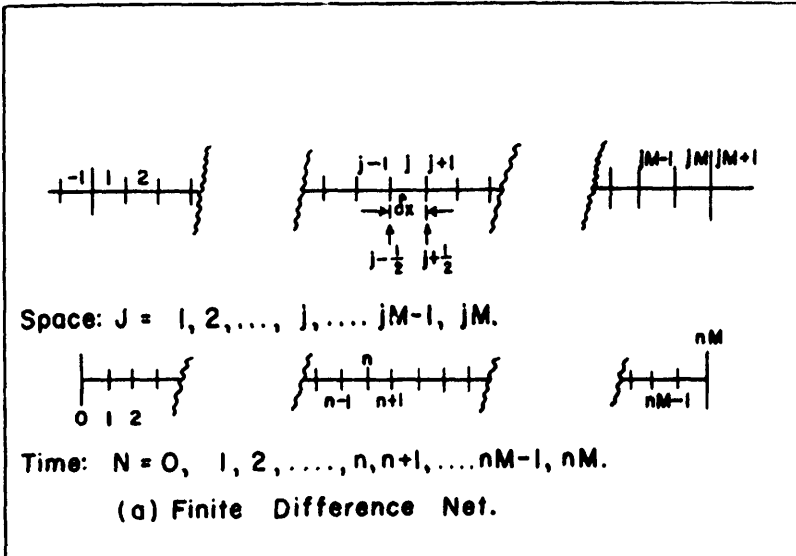 -1 1 2 j-1 j j+1 jM-1 jM jM+1
dx
j-½ j+½
Space: J = 1, 2, ..., j, .... jM-1, jM.
nM
n
0 1 2 n-1 n+1 nM-1
Time: N = 0, 1, 2, ...., n, n+1, .... nM-1, nM.
(a) Finite Difference Net.